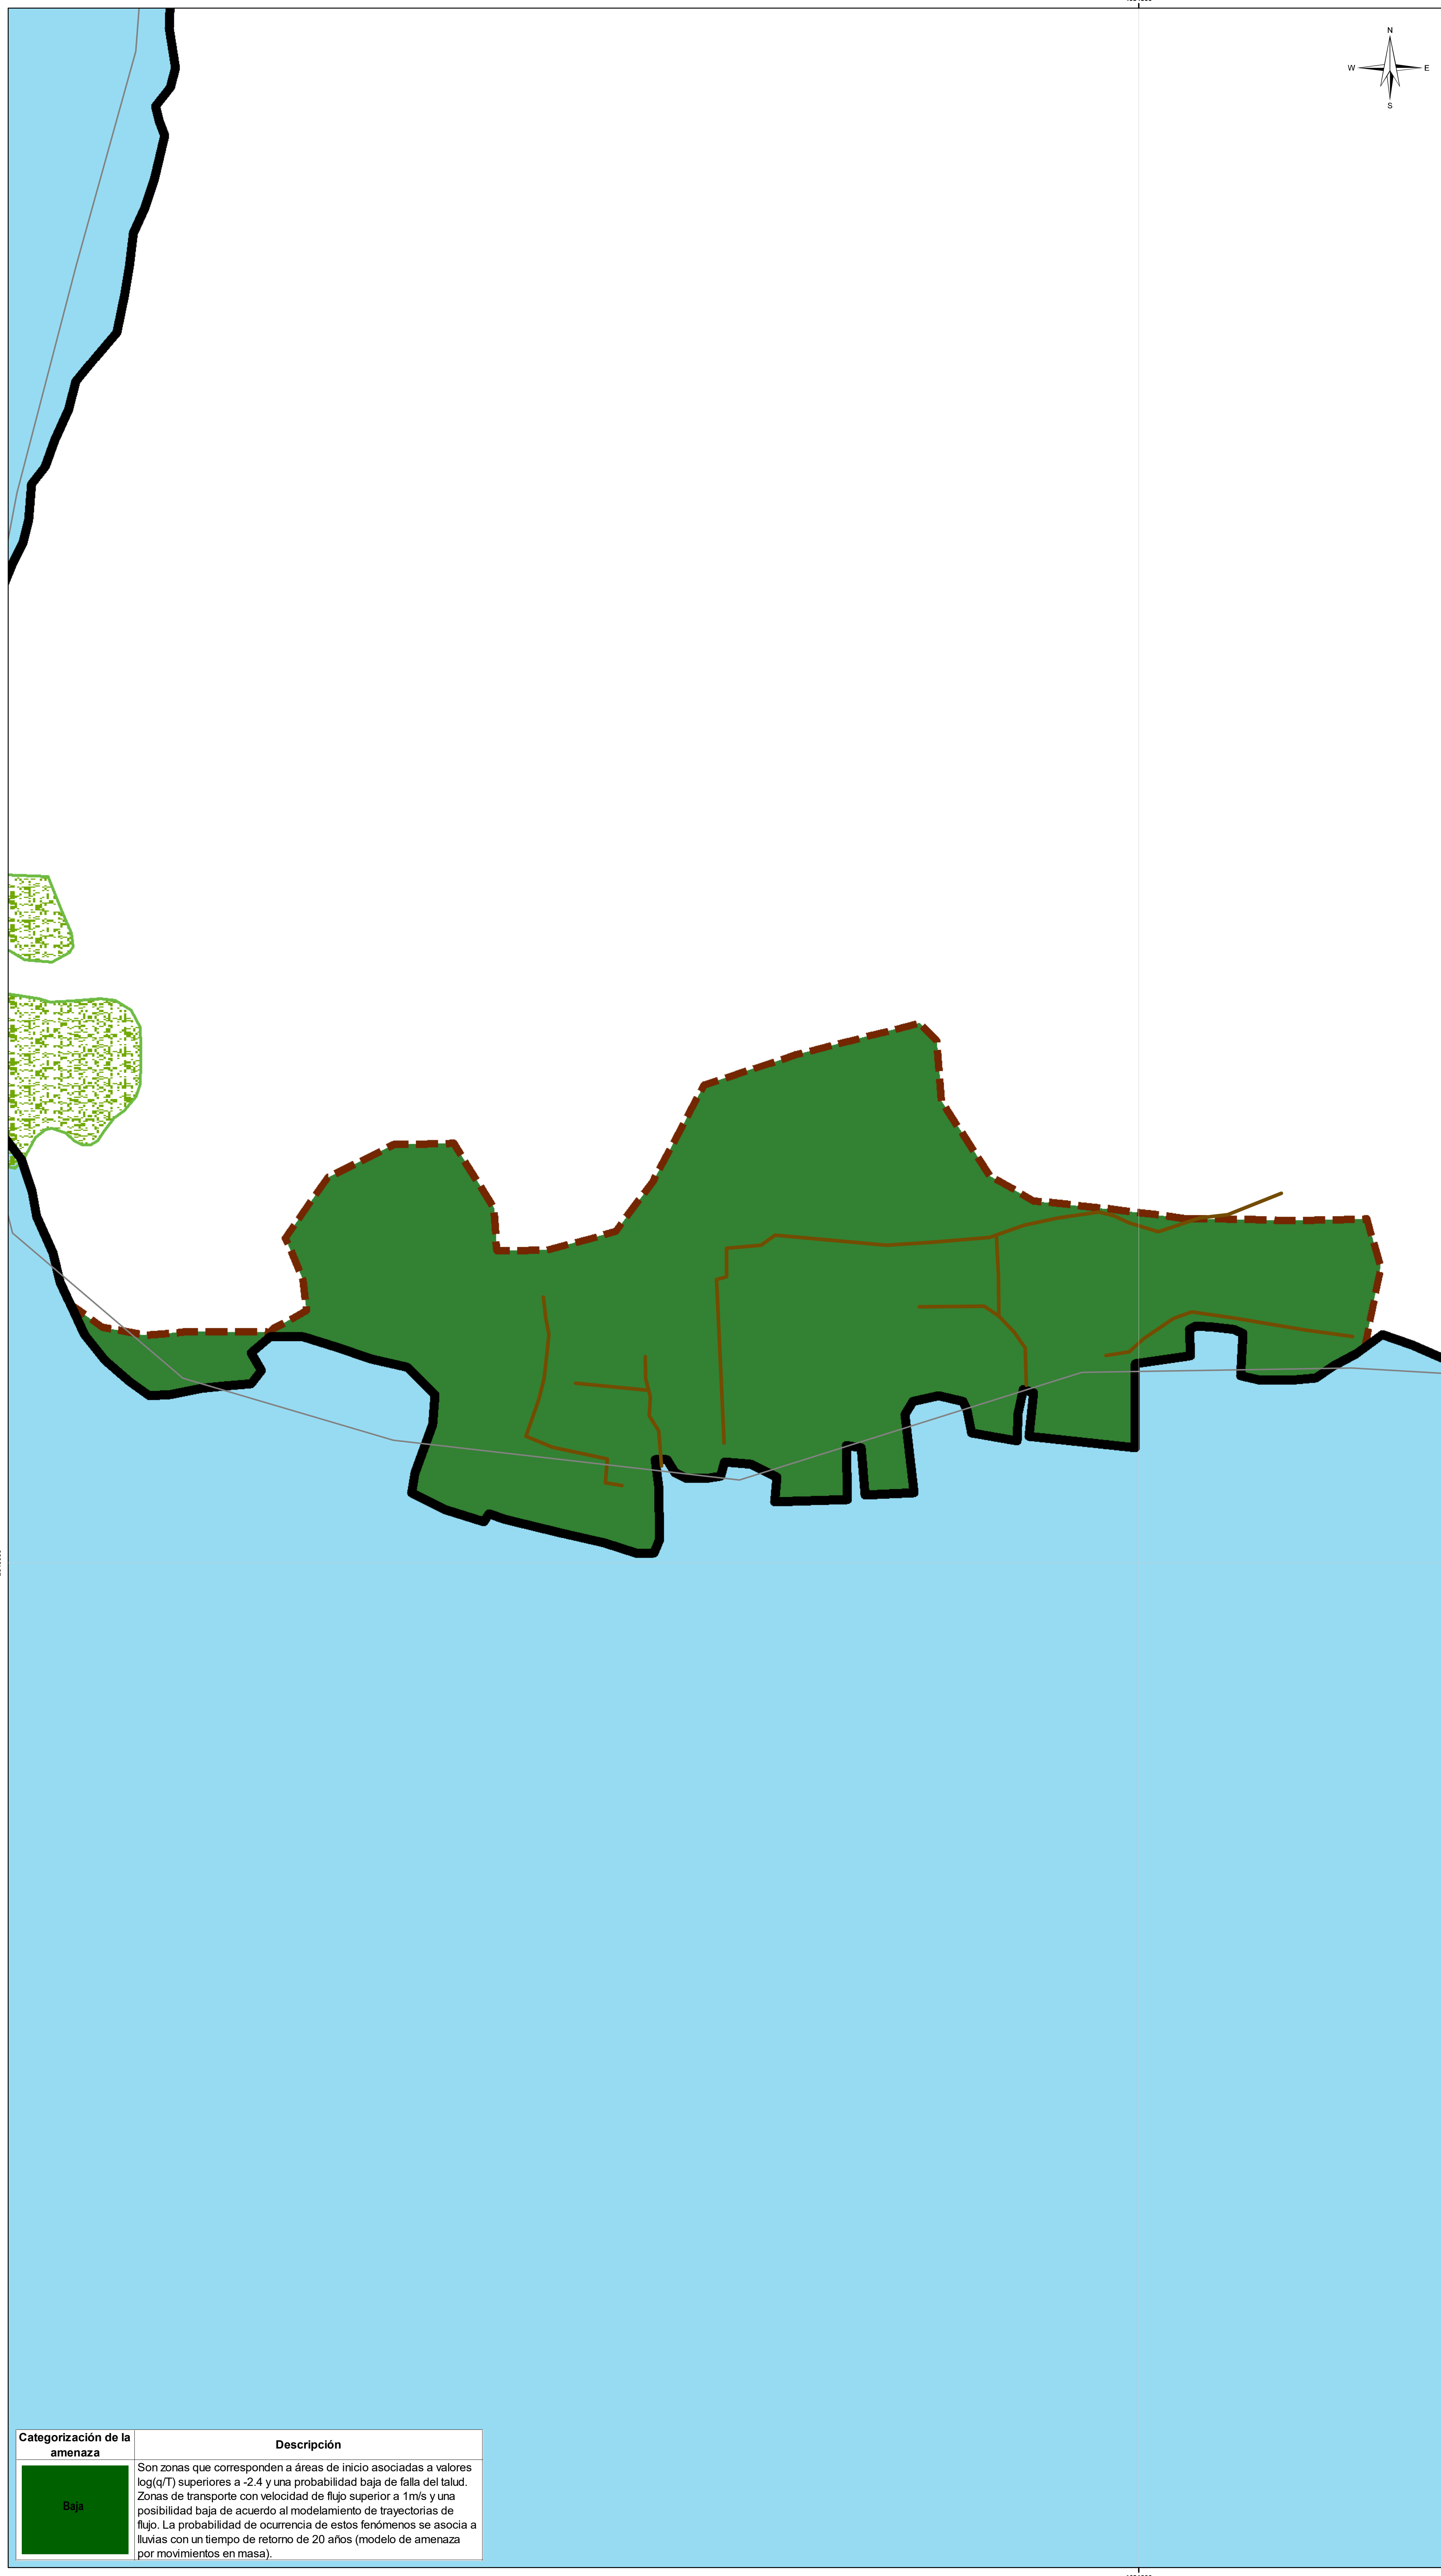 N
W
E
S
Categorización de la
amenaza
Descripción
Baja
Son zonas que corresponden a áreas de inicio asociadas a valores
log(q/T) superiores a -2.4 y una probabilidad baja de falla del talud.
Zonas de transporte con velocidad de flujo superior a 1m/s y una
posibilidad baja de acuerdo al modelamiento de trayectorias de
flujo. La probabilidad de ocurrencia de estos fenómenos se asocia a
lluvias con un tiempo de retorno de 20 años (modelo de amenaza
por movimientos en masa).